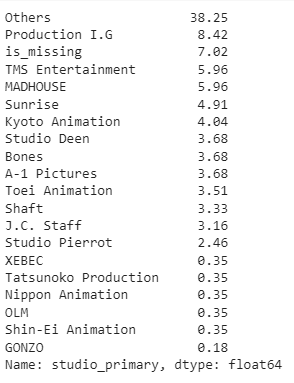 Others 38.25
Production I.G 8.42
is_missing 7.02
TMS Entertainment 5.96
MADHOUSE 5.96
Sunrise 4.91
Kyoto Animation 4.04
Studio Deen 3.68
Bones 3.68
A-1 Pictures 3.68
Toei Animation 3.51
Shaft 3.33
J.C. Staff 3.16
Studio Pierrot 2.46
XEBEC 0.35
Tatsunoko Production 0.35
Nippon Animation 0.35
OLM 0.35
Shin-Ei Animation 0.35
GONZO 0.18
Name: studio_primary, dtype: float64